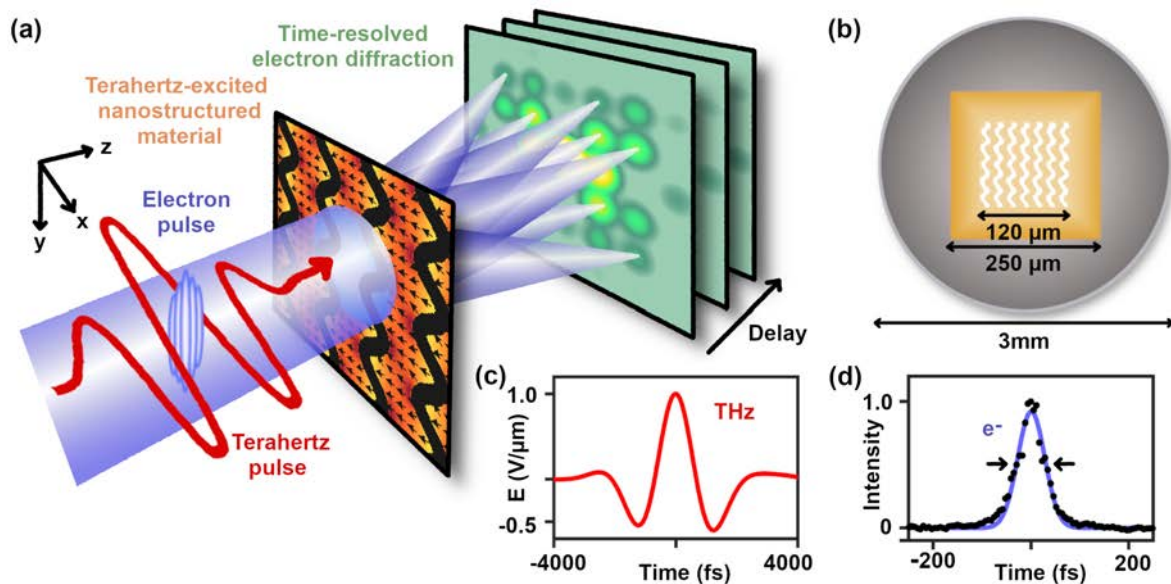 (a)
Time-resolved
electron diffraction
Terahertz-excited
nanostructured
material
z
x
y
Electron
pulse
Terahertz
pulse
Delay
(b)
120 µm
250 µm
3mm
(c)
THz
E (V/µm)
1.0
-0.5
-4000
4000
Time (fs)
(d)
e-
Intensity
1.0
0
-200
200
Time (fs)